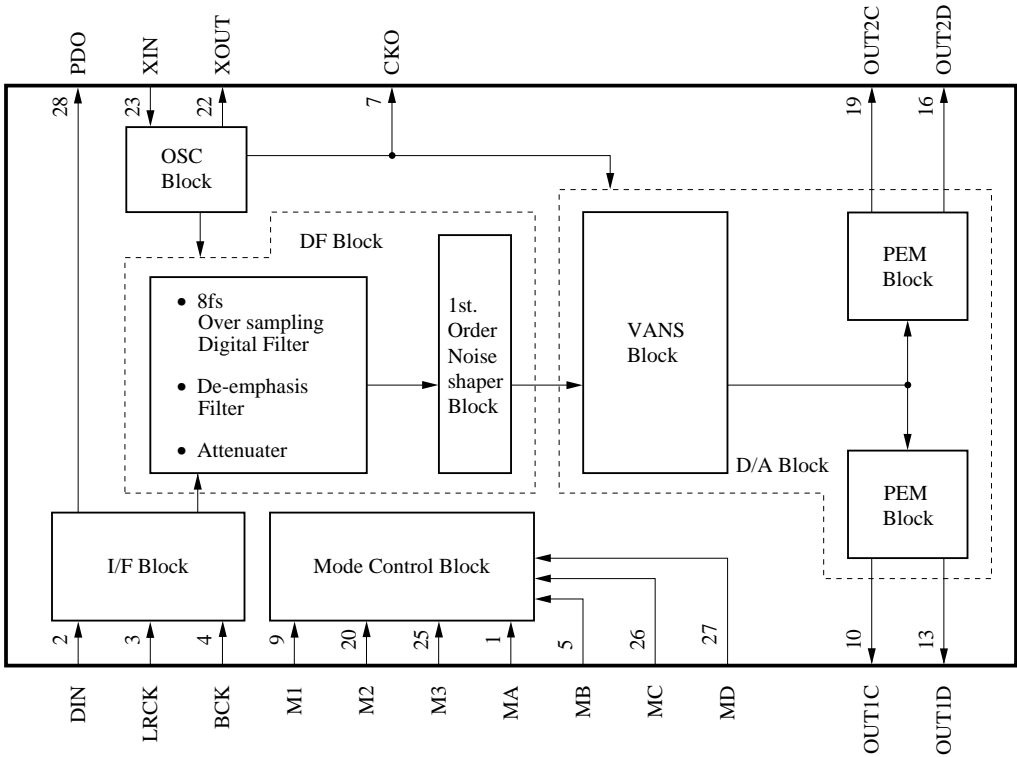 PDO
XIN
XOUT
CKO
OUT2C
OUT2D
28
23
22
7
19
16
OSC
Block
DF Block
● 8fs
Over sampling
Digital Filter
● De-emphasis
Filter
● Attenuater
1st.
Order
Noise
shaper
Block
VANS
Block
PEM
Block
D/A Block
PEM
Block
I/F Block
Mode Control Block
2
3
4
9
20
25
1
5
26
27
10
13
DIN
LRCK
BCK
M1
M2
M3
MA
MB
MC
MD
OUT1C
OUT1D